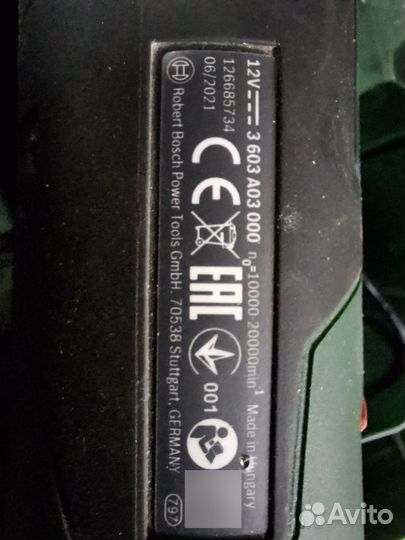 12V 3 603 A03 000
126685734 n₀=10000-20000min⁻¹
06/2021 Made in Hungary
CE EAC
001
Robert Bosch Power Tools GmbH. 70538 Stuttgart, GERMANY
797
Avito